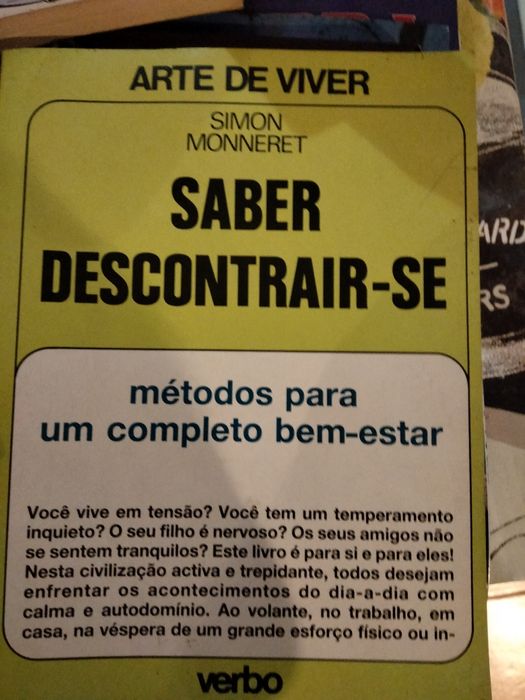 ARTE DE VIVER
SIMON
MONNERET
SABER
DESCONTRAIR-SE
métodos para
um completo bem-estar
Você vive em tensão? Você tem um temperamento
inquieto? O seu filho é nervoso? Os seus amigos não
se sentem tranquilos? Este livro é para si e para eles!
Nesta civilização activa e trepidante, todos desejam
enfrentar os acontecimentos do dia-a-dia com
calma e autodomínio. Ao volante, no trabalho, em
casa, na véspera de um grande esforço físico ou in-
verbo
ARD
RS